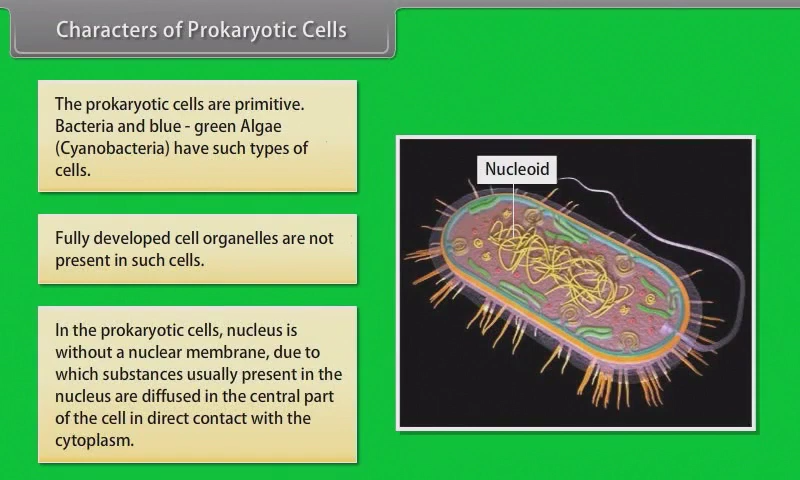 Characters of Prokaryotic Cells
The prokaryotic cells are primitive.
Bacteria and blue - green Algae
(Cyanobacteria) have such types of
cells.
Fully developed cell organelles are not
present in such cells.
In the prokaryotic cells, nucleus is
without a nuclear membrane, due to
which substances usually present in the
nucleus are diffused in the central part
of the cell in direct contact with the
cytoplasm.
Nucleoid